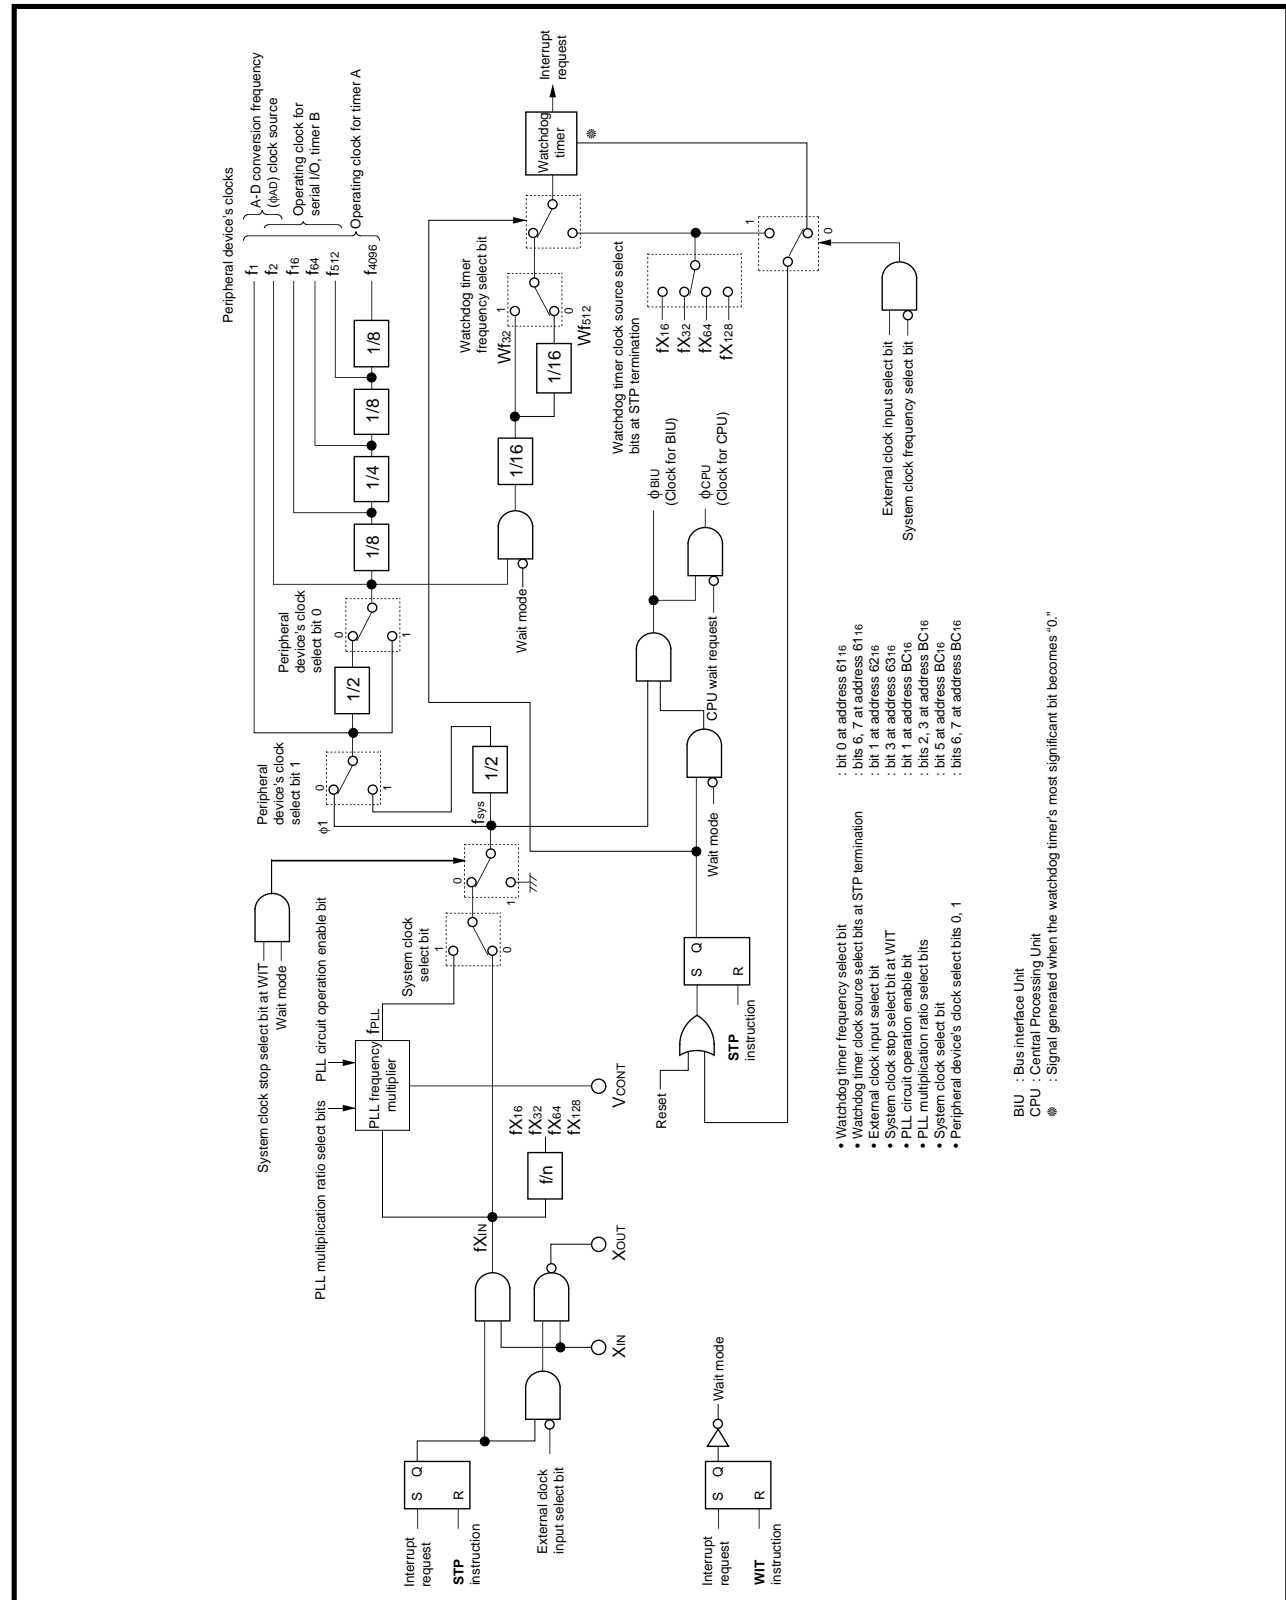 Interrupt
request
STP
instruction
S Q
R
External clock
input select bit
Interrupt
request
WIT
instruction
S Q
R
Wait mode
XIN
XOUT
fXIN
f/n
fX16
fX32
fX64
fX128
PLL multiplication ratio select bits
PLL circuit operation enable bit
PLL frequency
multiplier
fPLL
VCONT
System clock stop select bit at WIT
Wait mode
System clock
select bit
1
0
0
1
Reset
STP
instruction
S Q
R
fsys
φ1
1/2
Peripheral
device's clock
select bit 1
0
1
1/2
Peripheral
device's clock
select bit 0
0
1
1/8
1/4
1/8
1/8
Peripheral device's clocks
f1
f2
f16
f64
f512
f4096
A-D conversion frequency
(φAD) clock source
Operating clock for
serial I/O, timer B
Operating clock for timer A
Wait mode
1/16
1/16
Wf32
Wf512
Watchdog timer
frequency select bit
1
0
Watchdog
timer
Interrupt
request
❋
Watchdog timer clock source select
bits at STP termination
fX16
fX32
fX64
fX128
1
0
Wait mode
CPU wait request
φBIU
(Clock for BIU)
φCPU
(Clock for CPU)
External clock input select bit
System clock frequency select bit
• Watchdog timer frequency select bit : bit 0 at address 6116
• Watchdog timer clock source select bits at STP termination : bits 6, 7 at address 6116
• External clock input select bit : bit 1 at address 6216
• System clock stop select bit at WIT : bit 3 at address 6316
• PLL circuit operation enable bit : bit 1 at address BC16
• PLL multiplication ratio select bits : bits 2, 3 at address BC16
• System clock select bit : bit 5 at address BC16
• Peripheral device's clock select bits 0, 1 : bits 6, 7 at address BC16
BIU : Bus interface Unit
CPU : Central Processing Unit
❋ : Signal generated when the watchdog timer's most significant bit becomes “0.”